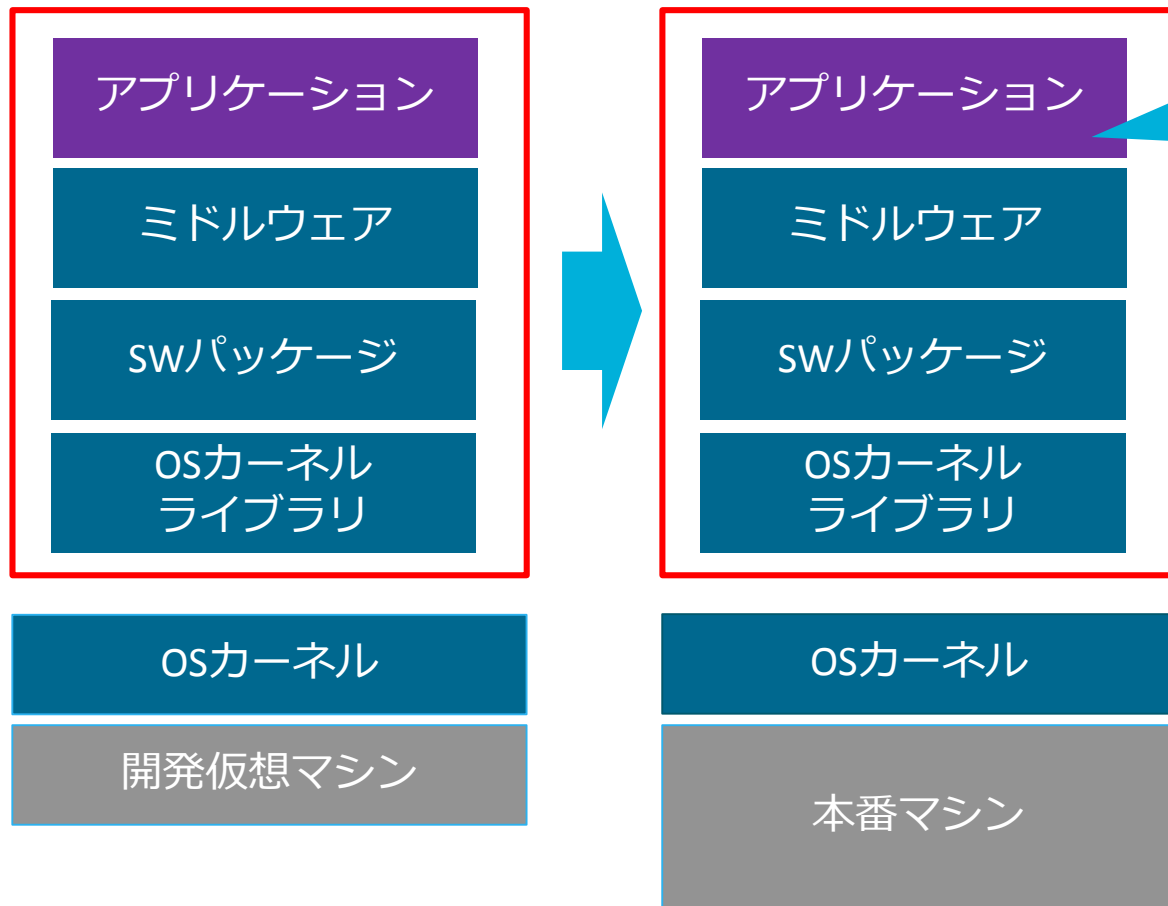 アプリケーション
ミドルウェア
SWパッケージ
OSカーネル
ライブラリ
OSカーネル
開発仮想マシン
アプリケーション
ミドルウェア
SWパッケージ
OSカーネル
ライブラリ
OSカーネル
本番マシン